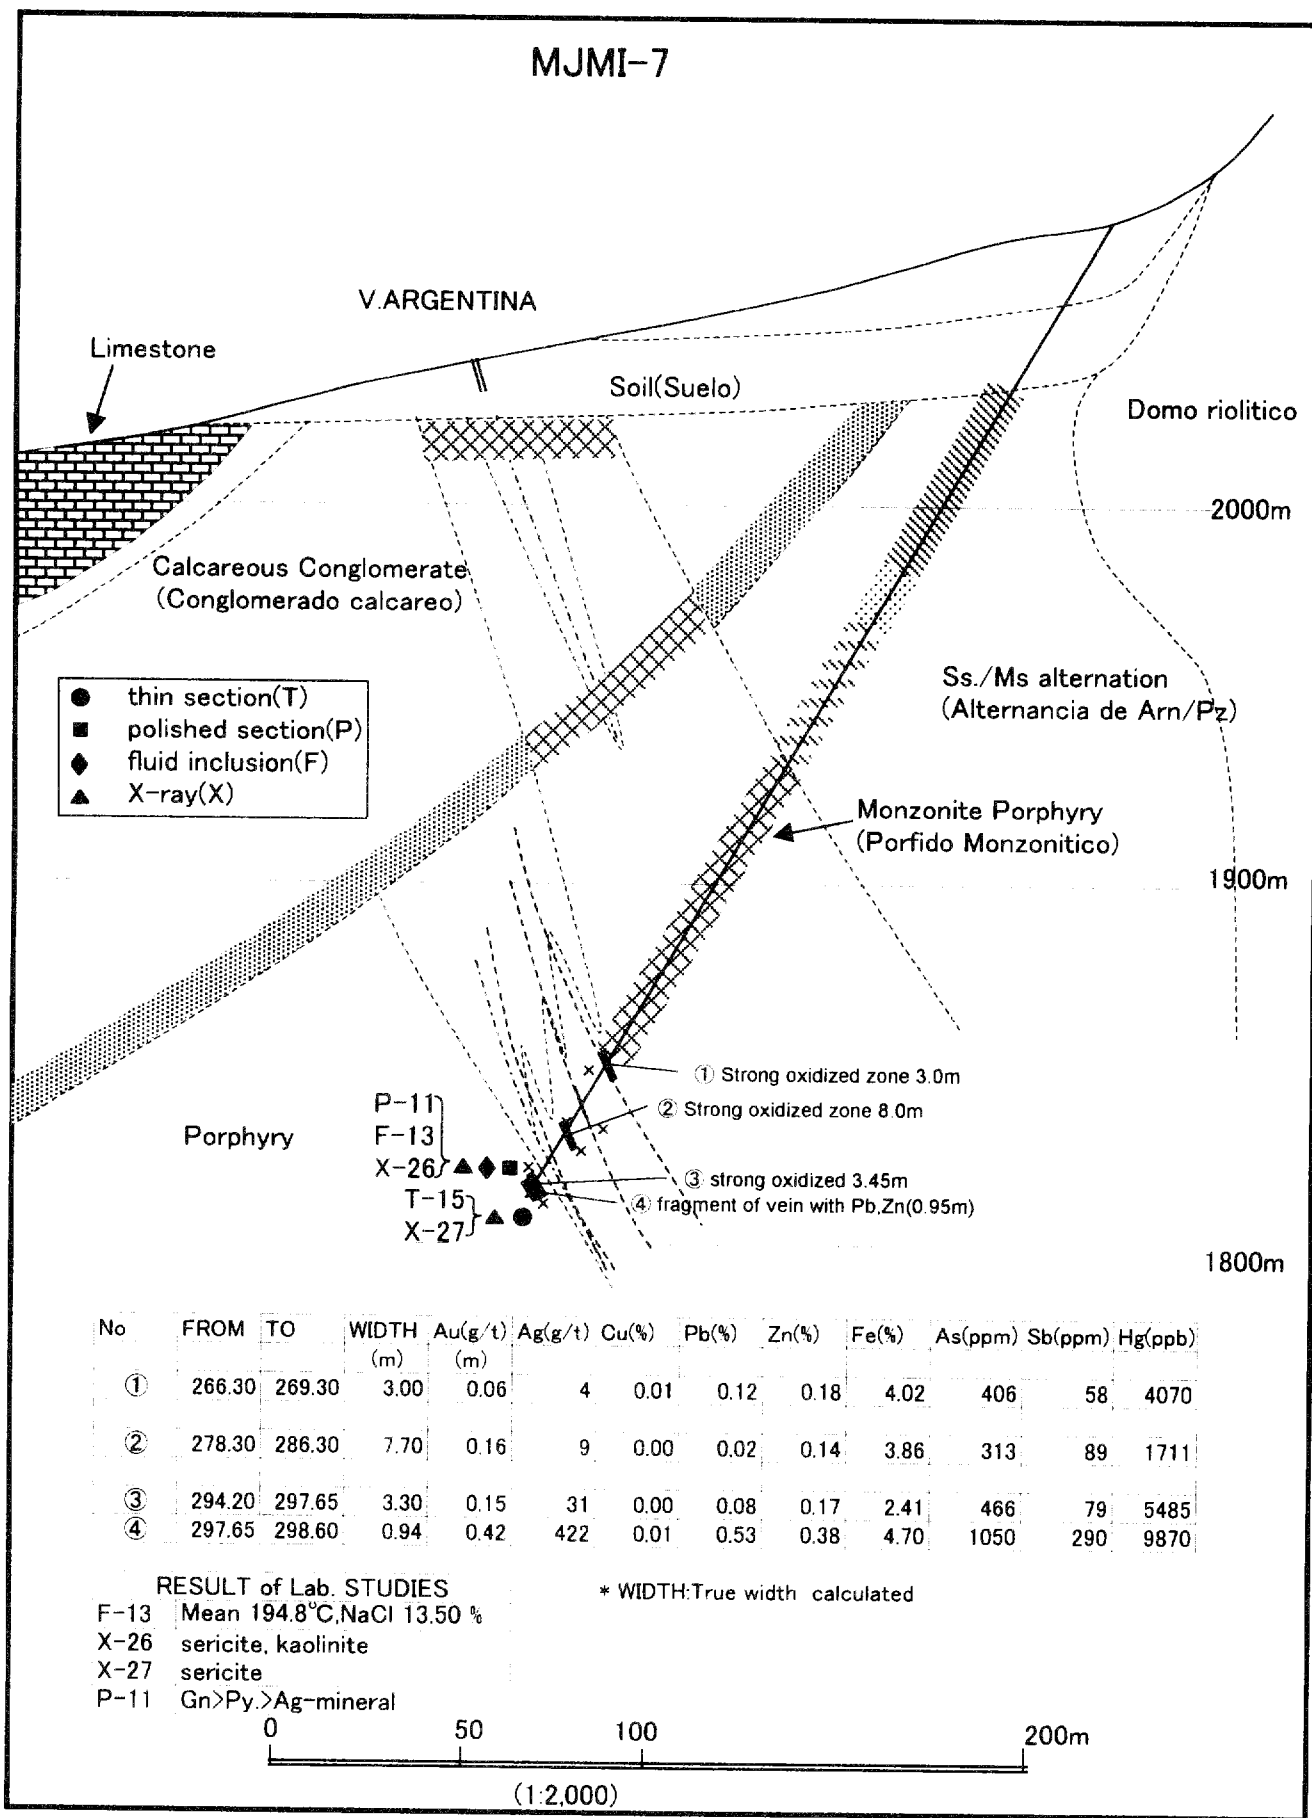 MJMI-7
V.ARGENTINA
Limestone
Soil(Suelo)
Domo riolitico
2000m
Calcareous Conglomerate
(Conglomerado calcareo)
Ss./Ms alternation
(Alternancia de Arn/Pz)
● thin section(T)
■ polished section(P)
◆ fluid inclusion(F)
▲ X-ray(X)
Monzonite Porphyry
(Porfido Monzonitico)
1900m
① Strong oxidized zone 3.0m
② Strong oxidized zone 8.0m
P-11
F-13
X-26
Porphyry
③ strong oxidized 3.45m
④ fragment of vein with Pb,Zn(0.95m)
T-15
X-27
1800m
No FROM TO WIDTH Au(g/t) Ag(g/t) Cu(%) Pb(%) Zn(%) Fe(%) As(ppm) Sb(ppm) Hg(ppb)
(m) (m)
① 266.30 269.30 3.00 0.06 4 0.01 0.12 0.18 4.02 406 58 4070
② 278.30 286.30 7.70 0.16 9 0.00 0.02 0.14 3.86 313 89 1711
③ 294.20 297.65 3.30 0.15 31 0.00 0.08 0.17 2.41 466 79 5485
④ 297.65 298.60 0.94 0.42 422 0.01 0.53 0.38 4.70 1050 290 9870
RESULT of Lab. STUDIES
* WIDTH:True width calculated
F-13 Mean 194.8°C,NaCl 13.50 %
X-26 sericite, kaolinite
X-27 sericite
P-11 Gn>Py.>Ag-mineral
0 50 100 200m
(1:2,000)